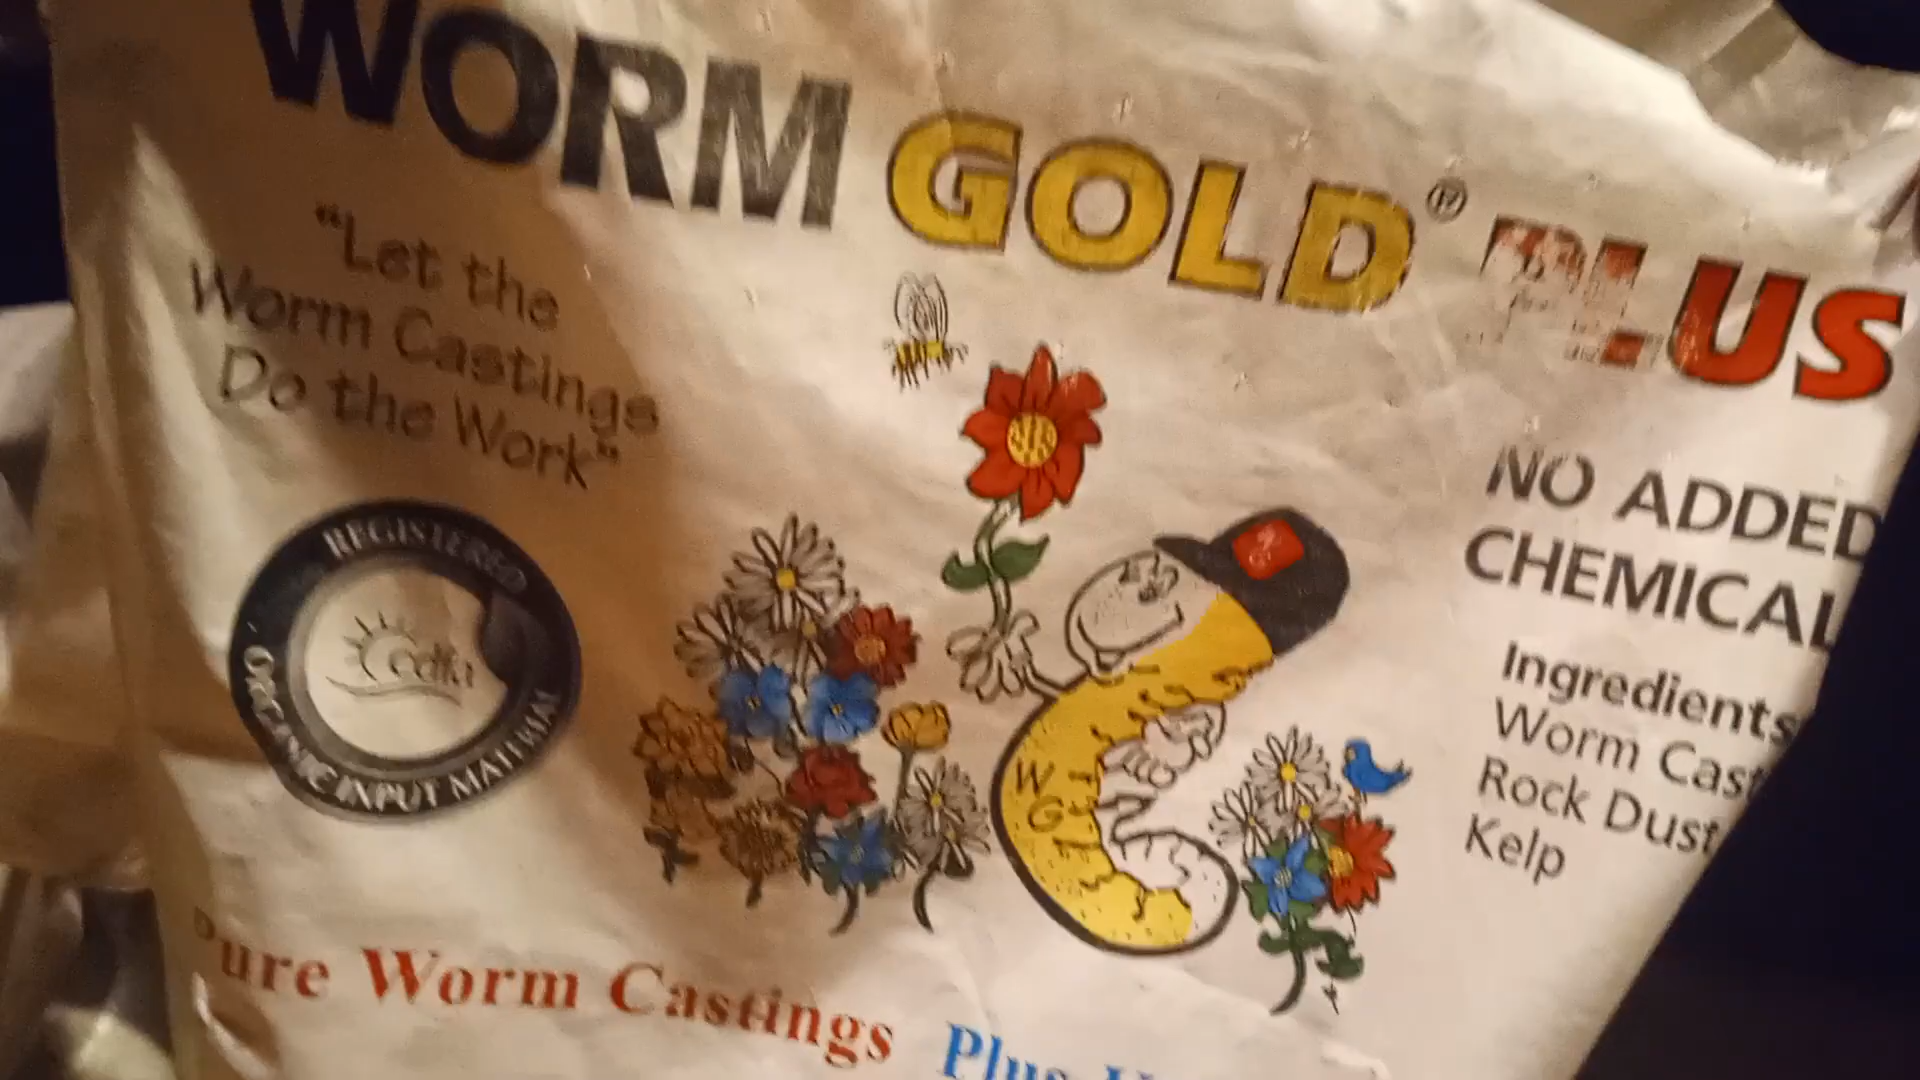 WORM GOLD® PLUS
"Let the
Worm Castings
Do the Work"
REGISTERED
cdfa
ORGANIC INPUT MATERIAL
W
G
NO ADDED
CHEMICAL
Ingredients
Worm Cast
Rock Dust
Kelp
Pure Worm Castings Plus